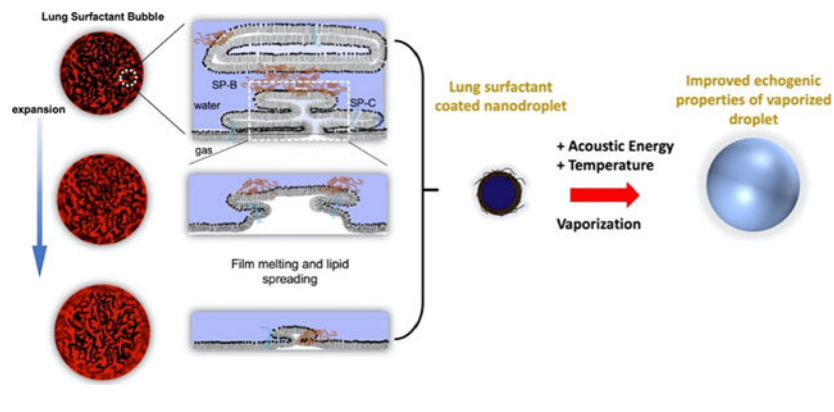 Lung Surfactant Bubble
expansion
SP-B
water
SP-C
gas
Film melting and lipid
spreading
Lung surfactant
coated nanodroplet
+ Acoustic Energy
+ Temperature
Vaporization
Improved echogenic
properties of vaporized
droplet